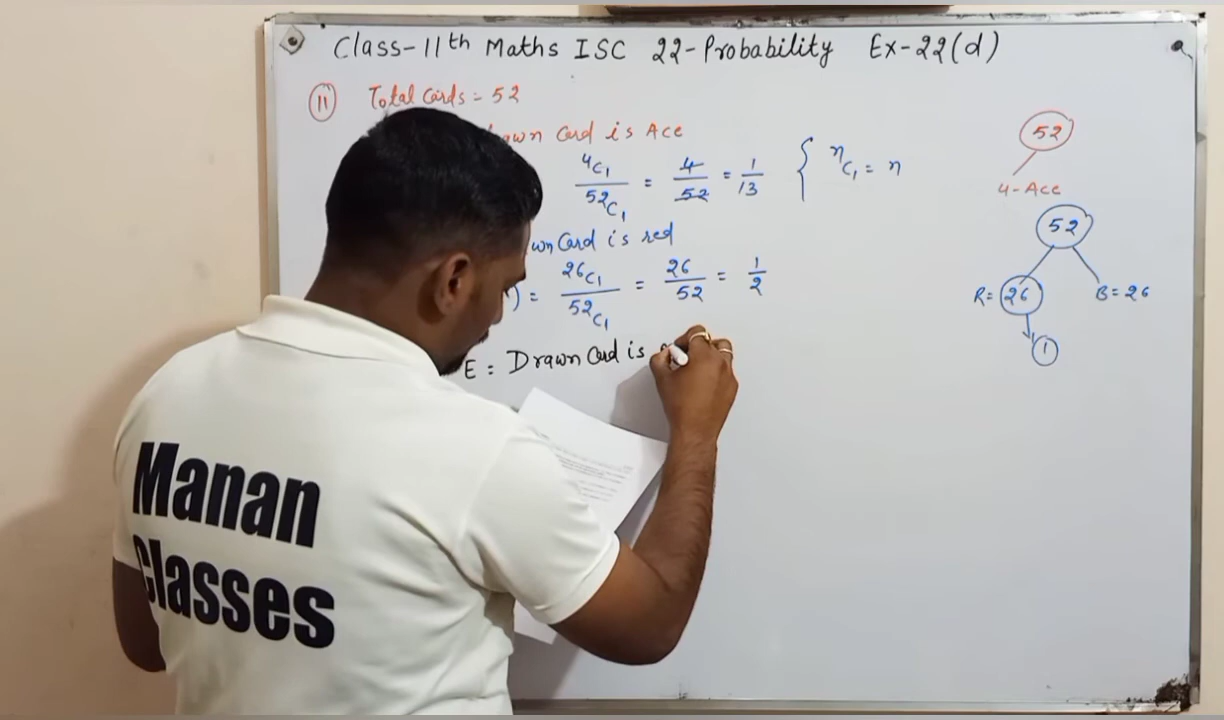 Class-11th Maths ISC 22-Probability Ex-22(d)
11 Total Cards = 52
Drawn Card is Ace
4C1 / 52C1 = 4/52 = 1/13 { nC1 = n
Card is red
) = 26C1 / 52C1 = 26/52 = 1/2
E = Drawn Card is
52
4-Ace
52
R = 26 B = 26
1
Manan
Classes